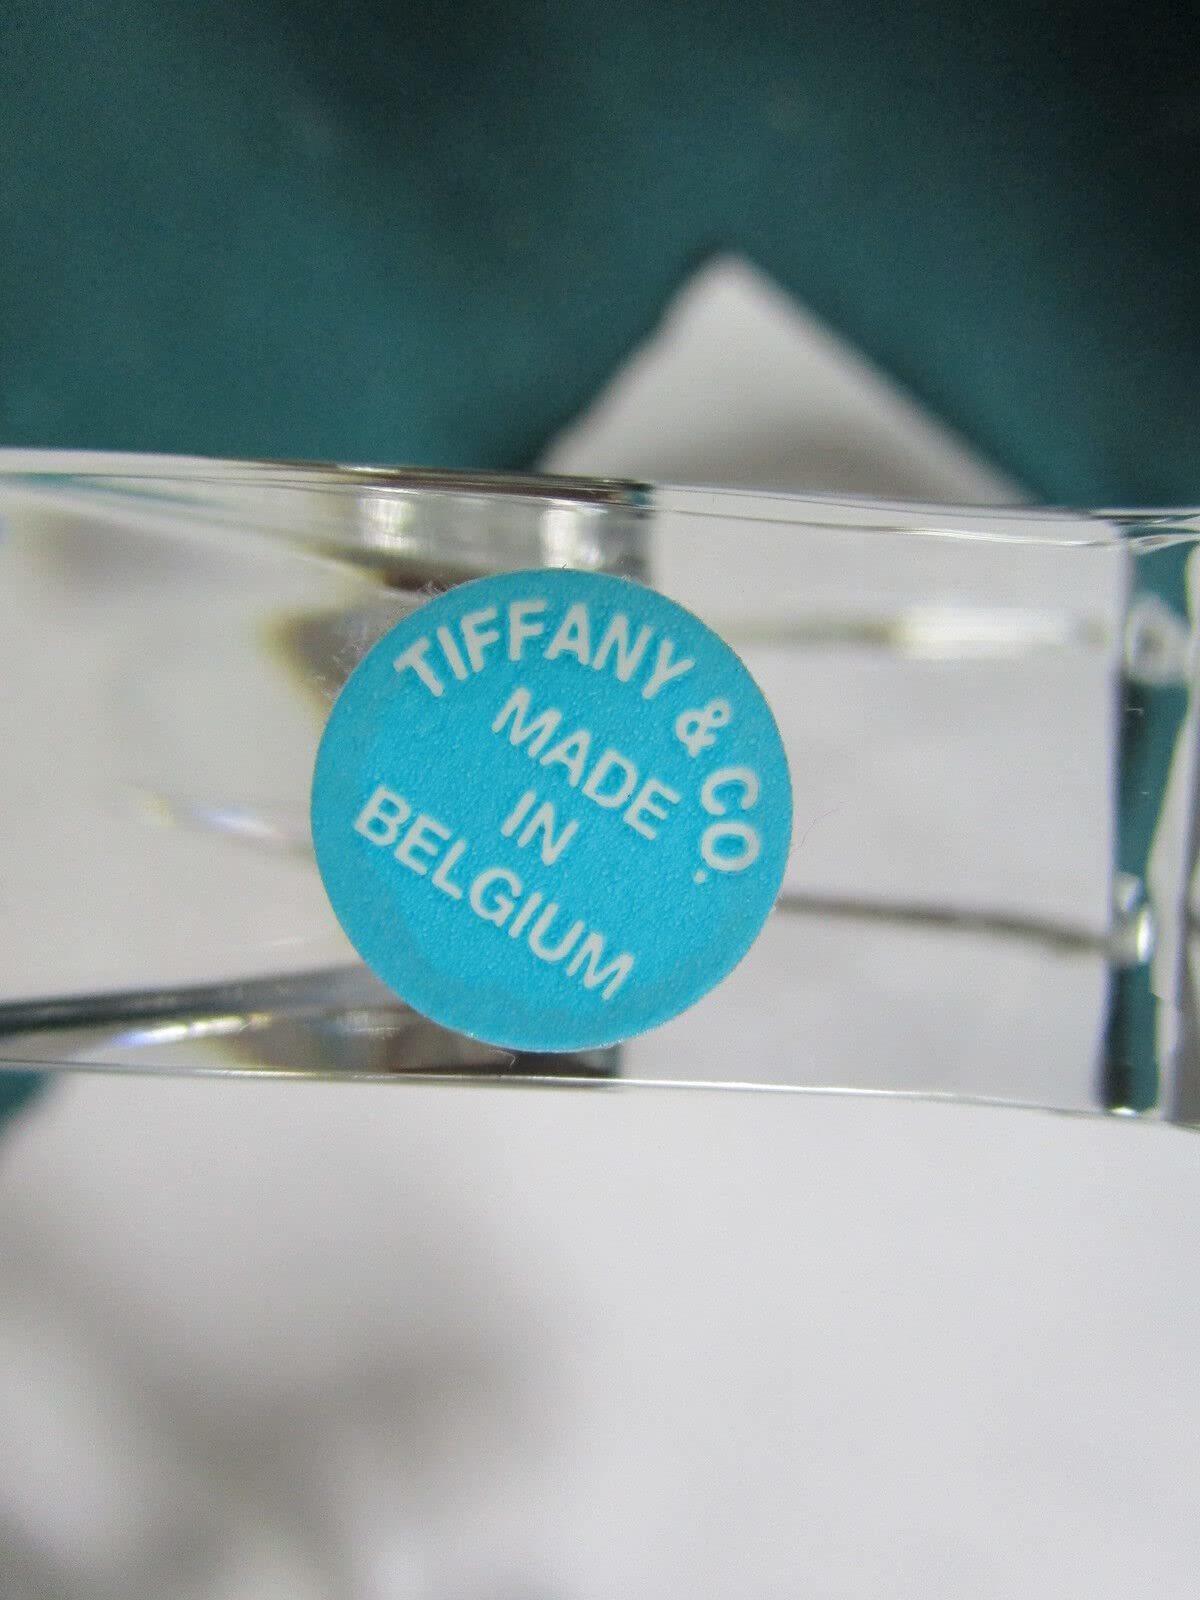 TIFFANY & CO.
MADE
IN
BELGIUM